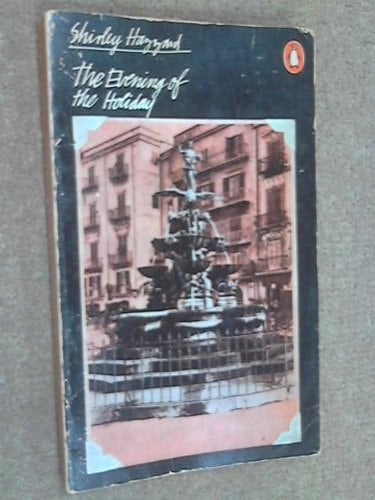 Shirley Hazzard
The Evening of
the Holiday